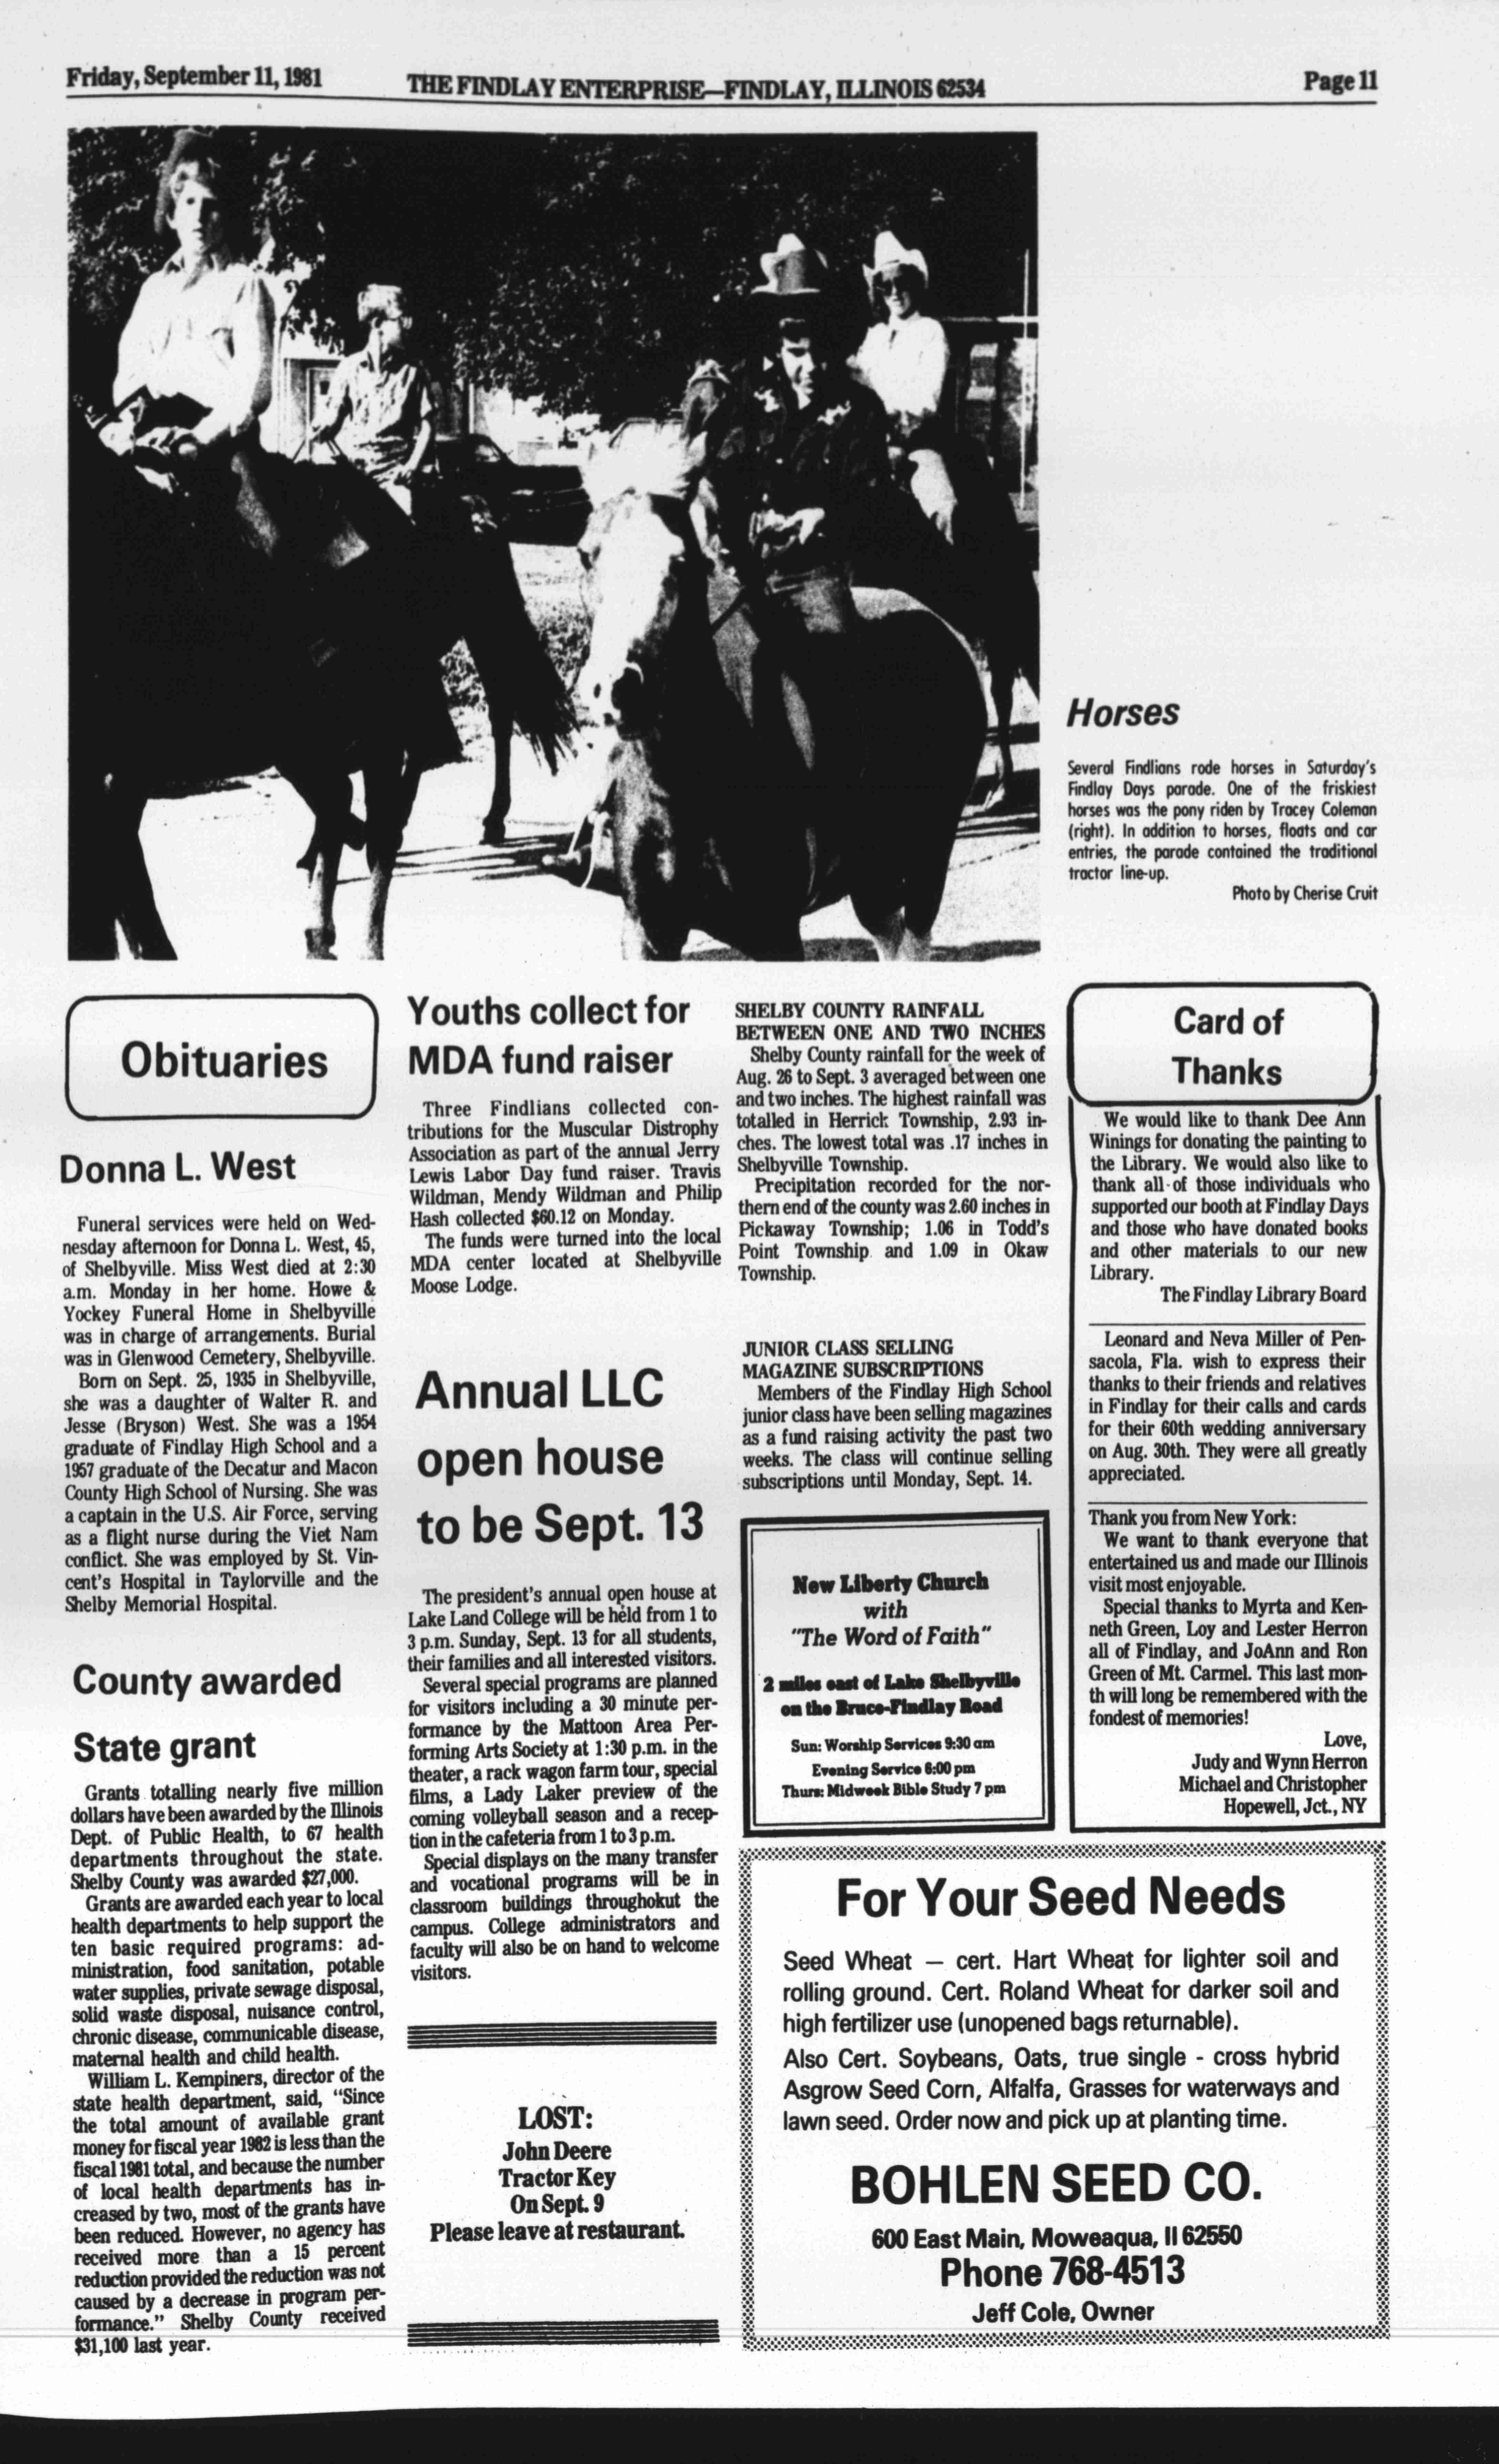 Friday, September 11, 1981
THE FINDLAY ENTERPRISE—FINDLAY, ILLINOIS 62534
Page 11
Horses
Several Findlians rode horses in Saturday's
Findlay Days parade. One of the friskiest
horses was the pony riden by Tracey Coleman
(right). In addition to horses, floats and car
entries, the parade contained the traditional
tractor line-up.
Photo by Cherise Cruit
Obituaries
Donna L. West
Funeral services were held on Wed-
nesday afternoon for Donna L. West, 45,
of Shelbyville. Miss West died at 2:30
a.m. Monday in her home. Howe &
Yockey Funeral Home in Shelbyville
was in charge of arrangements. Burial
was in Glenwood Cemetery, Shelbyville.
Born on Sept. 25, 1935 in Shelbyville,
she was a daughter of Walter R. and
Jesse (Bryson) West. She was a 1954
graduate of Findlay High School and a
1957 graduate of the Decatur and Macon
County High School of Nursing. She was
a captain in the U.S. Air Force, serving
as a flight nurse during the Viet Nam
conflict. She was employed by St. Vin-
cent's Hospital in Taylorville and the
Shelby Memorial Hospital.
County awarded
State grant
Grants totalling nearly five million
dollars have been awarded by the Illinois
Dept. of Public Health, to 67 health
departments throughout the state.
Shelby County was awarded $27,000.
Grants are awarded each year to local
health departments to help support the
ten basic required programs: ad-
ministration, food sanitation, potable
water supplies, private sewage disposal,
solid waste disposal, nuisance control,
chronic disease, communicable disease,
maternal health and child health.
William L. Kempiners, director of the
state health department, said, "Since
the total amount of available grant
money for fiscal year 1982 is less than the
fiscal 1981 total, and because the number
of local health departments has in-
creased by two, most of the grants have
been reduced. However, no agency has
received more than a 15 percent
reduction provided the reduction was not
caused by a decrease in program per-
formance." Shelby County received
$31,100 last year.
Youths collect for
MDA fund raiser
Three Findlians collected con-
tributions for the Muscular Distrophy
Association as part of the annual Jerry
Lewis Labor Day fund raiser. Travis
Wildman, Mendy Wildman and Philip
Hash collected $60.12 on Monday.
The funds were turned into the local
MDA center located at Shelbyville
Moose Lodge.
Annual LLC
open house
to be Sept. 13
The president's annual open house at
Lake Land College will be held from 1 to
3 p.m. Sunday, Sept. 13 for all students,
their families and all interested visitors.
Several special programs are planned
for visitors including a 30 minute per-
formance by the Mattoon Area Per-
forming Arts Society at 1:30 p.m. in the
theater, a rack wagon farm tour, special
films, a Lady Laker preview of the
coming volleyball season and a recep-
tion in the cafeteria from 1 to 3 p.m.
Special displays on the many transfer
and vocational programs will be in
classroom buildings throughokut the
campus. College administrators and
faculty will also be on hand to welcome
visitors.
LOST:
John Deere
Tractor Key
On Sept. 9
Please leave at restaurant.
SHELBY COUNTY RAINFALL
BETWEEN ONE AND TWO INCHES
Shelby County rainfall for the week of
Aug. 26 to Sept. 3 averaged between one
and two inches. The highest rainfall was
totalled in Herrick Township, 2.93 in-
ches. The lowest total was .17 inches in
Shelbyville Township.
Precipitation recorded for the nor-
thern end of the county was 2.60 inches in
Pickaway Township; 1.06 in Todd's
Point Township and 1.09 in Okaw
Township.
JUNIOR CLASS SELLING
MAGAZINE SUBSCRIPTIONS
Members of the Findlay High School
junior class have been selling magazines
as a fund raising activity the past two
weeks. The class will continue selling
subscriptions until Monday, Sept. 14.
New Liberty Church
with
"The Word of Faith"
2 miles east of Lake Shelbyville
on the Bruce-Findlay Road
Sun: Worship Services 9:30 am
Evening Service 6:00 pm
Thurs: Midweek Bible Study 7 pm
Card of
Thanks
We would like to thank Dee Ann
Winings for donating the painting to
the Library. We would also like to
thank all of those individuals who
supported our booth at Findlay Days
and those who have donated books
and other materials to our new
Library.
The Findlay Library Board
Leonard and Neva Miller of Pen-
sacola, Fla. wish to express their
thanks to their friends and relatives
in Findlay for their calls and cards
for their 60th wedding anniversary
on Aug. 30th. They were all greatly
appreciated.
Thank you from New York:
We want to thank everyone that
entertained us and made our Illinois
visit most enjoyable.
Special thanks to Myrta and Ken-
neth Green, Loy and Lester Herron
all of Findlay, and JoAnn and Ron
Green of Mt. Carmel. This last mon-
th will long be remembered with the
fondest of memories!
Love,
Judy and Wynn Herron
Michael and Christopher
Hopewell, Jct., NY
For Your Seed Needs
Seed Wheat — cert. Hart Wheat for lighter soil and
rolling ground. Cert. Roland Wheat for darker soil and
high fertilizer use (unopened bags returnable).
Also Cert. Soybeans, Oats, true single - cross hybrid
Asgrow Seed Corn, Alfalfa, Grasses for waterways and
lawn seed. Order now and pick up at planting time.
BOHLEN SEED CO.
600 East Main, Moweaqua, Il 62550
Phone 768-4513
Jeff Cole, Owner